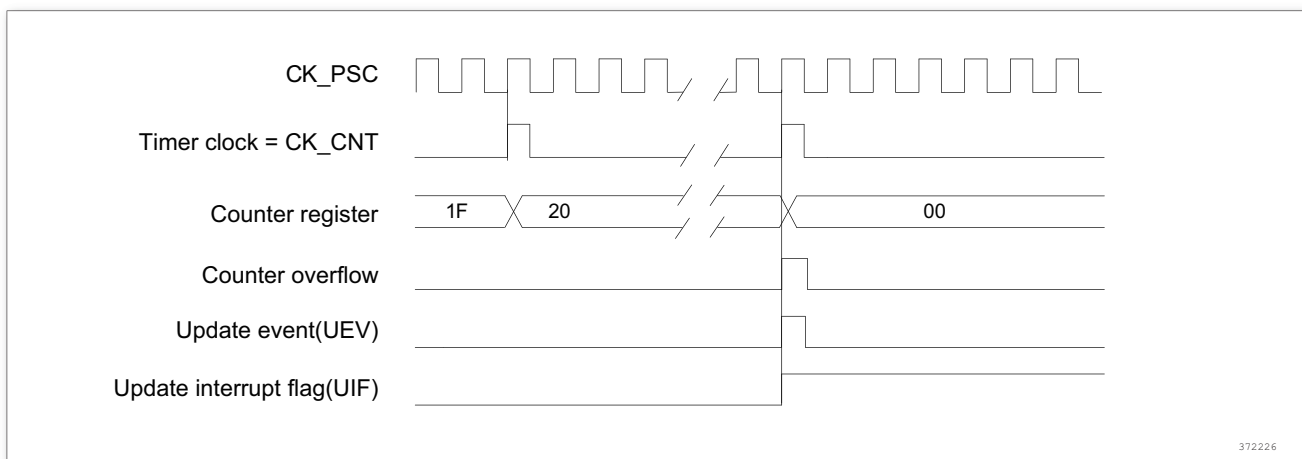 CK_PSC
Timer clock = CK_CNT
Counter register 1F 20 00
Counter overflow
Update event(UEV)
Update interrupt flag(UIF)
372226